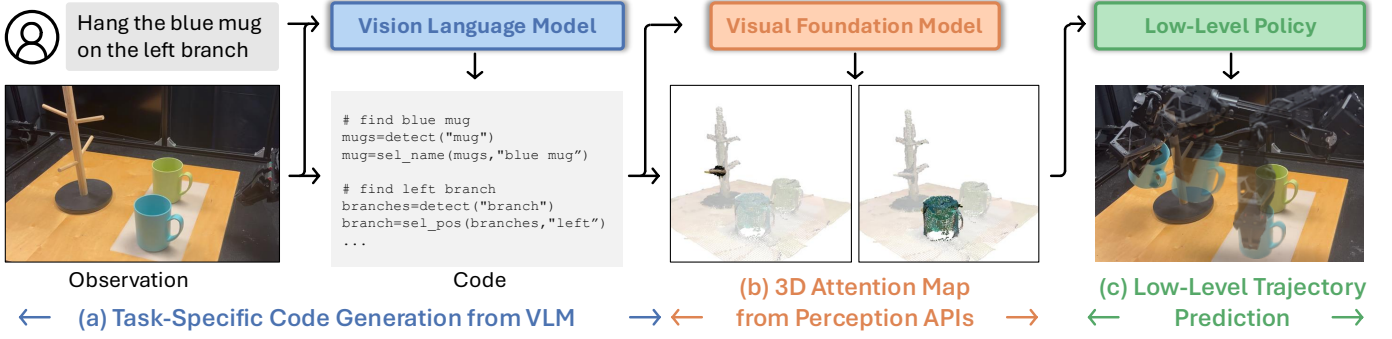 Hang the blue mug
on the left branch
Vision Language Model
Visual Foundation Model
Low-Level Policy
# find blue mug
mugs=detect("mug")
mug=sel_name(mugs,"blue mug”)
# find left branch
branches=detect("branch")
branch=sel_pos(branches,"left”)
...
Observation
Code
(a) Task-Specific Code Generation from VLM
(b) 3D Attention Map
from Perception APIs
(c) Low-Level Trajectory
Prediction